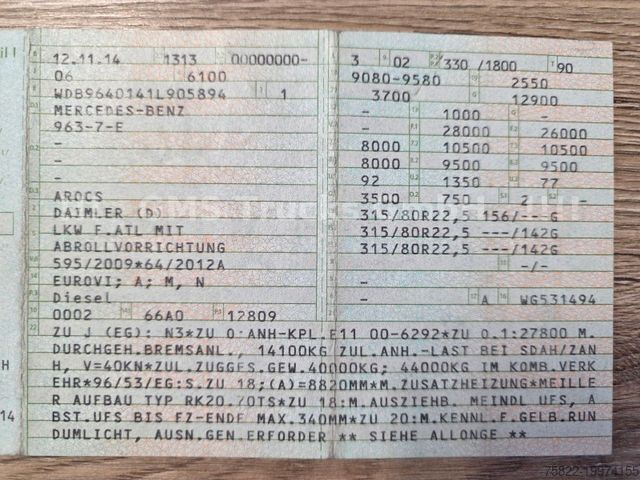 12.11.14 1313 00000000- 3 02 330 /1800 90
06 6100 9080-9580 2550
WDB9640141L905894 1 3700 12900
MERCEDES-BENZ - 1000 -
963-7-E - 28000 26000
- 8000 10500 10500
- 8000 9500 9500
- 92 1350 77
AROCS 3500 750 2 -
DAIMLER (D) 315/80R22,5 156/---G
LKW F.ATL MIT 315/80R22,5 ---/142G
ABROLLVORRICHTUNG 315/80R22,5 ---/142G
595/2009*64/2012A -/-
EUROVI; A; M, N -
Diesel - A WG531494
0002 66A0 12809
ZU J (EG): N3*ZU O:ANH-KPL.E11 00-6292*ZU O.1:27800 M.
DURCHGEH.BREMSANL., 14100KG ZUL.ANH.-LAST BEI SDAH/ZAN
H, V=40KN*ZUL.ZUGGES.GEW.40000KG; 44000KG IM KOMB.VERK
EHR*96/53/EG:S.ZU 18;(A)=8820MM*M.ZUSATZHEIZUNG*MEILLE
R AUFBAU TYP RK20.70TS*ZU 18:M.AUSZIEHB. MEINDL UFS, A
BST.UFS BIS FZ-ENDE MAX.340MM*ZU 20:M.KENNL.F.GELB.RUN
DUMLICHT, AUSN.GEN.ERFORDER ** SIEHE ALLONGE **
H
14
75822-19974155